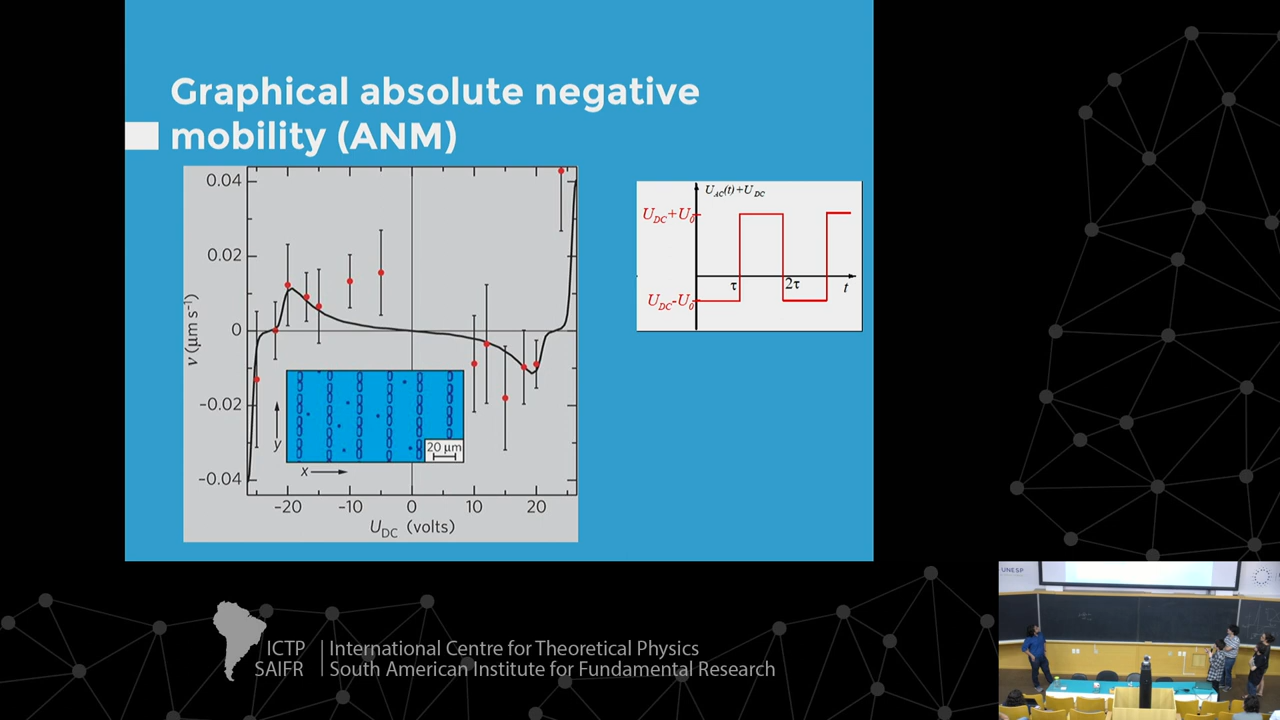 Graphical absolute negative
mobility (ANM)
0.04
0.02
0
-0.02
-0.04
v (μm s⁻¹)
-20 -10 0 10 20
U_DC (volts)
y
x
20 μm
U_AC(t)+U_DC
U_DC+U_0
U_DC-U_0
τ
2τ
t
UNESP
ICTP
SAIFR
International Centre for Theoretical Physics
South American Institute for Fundamental Research